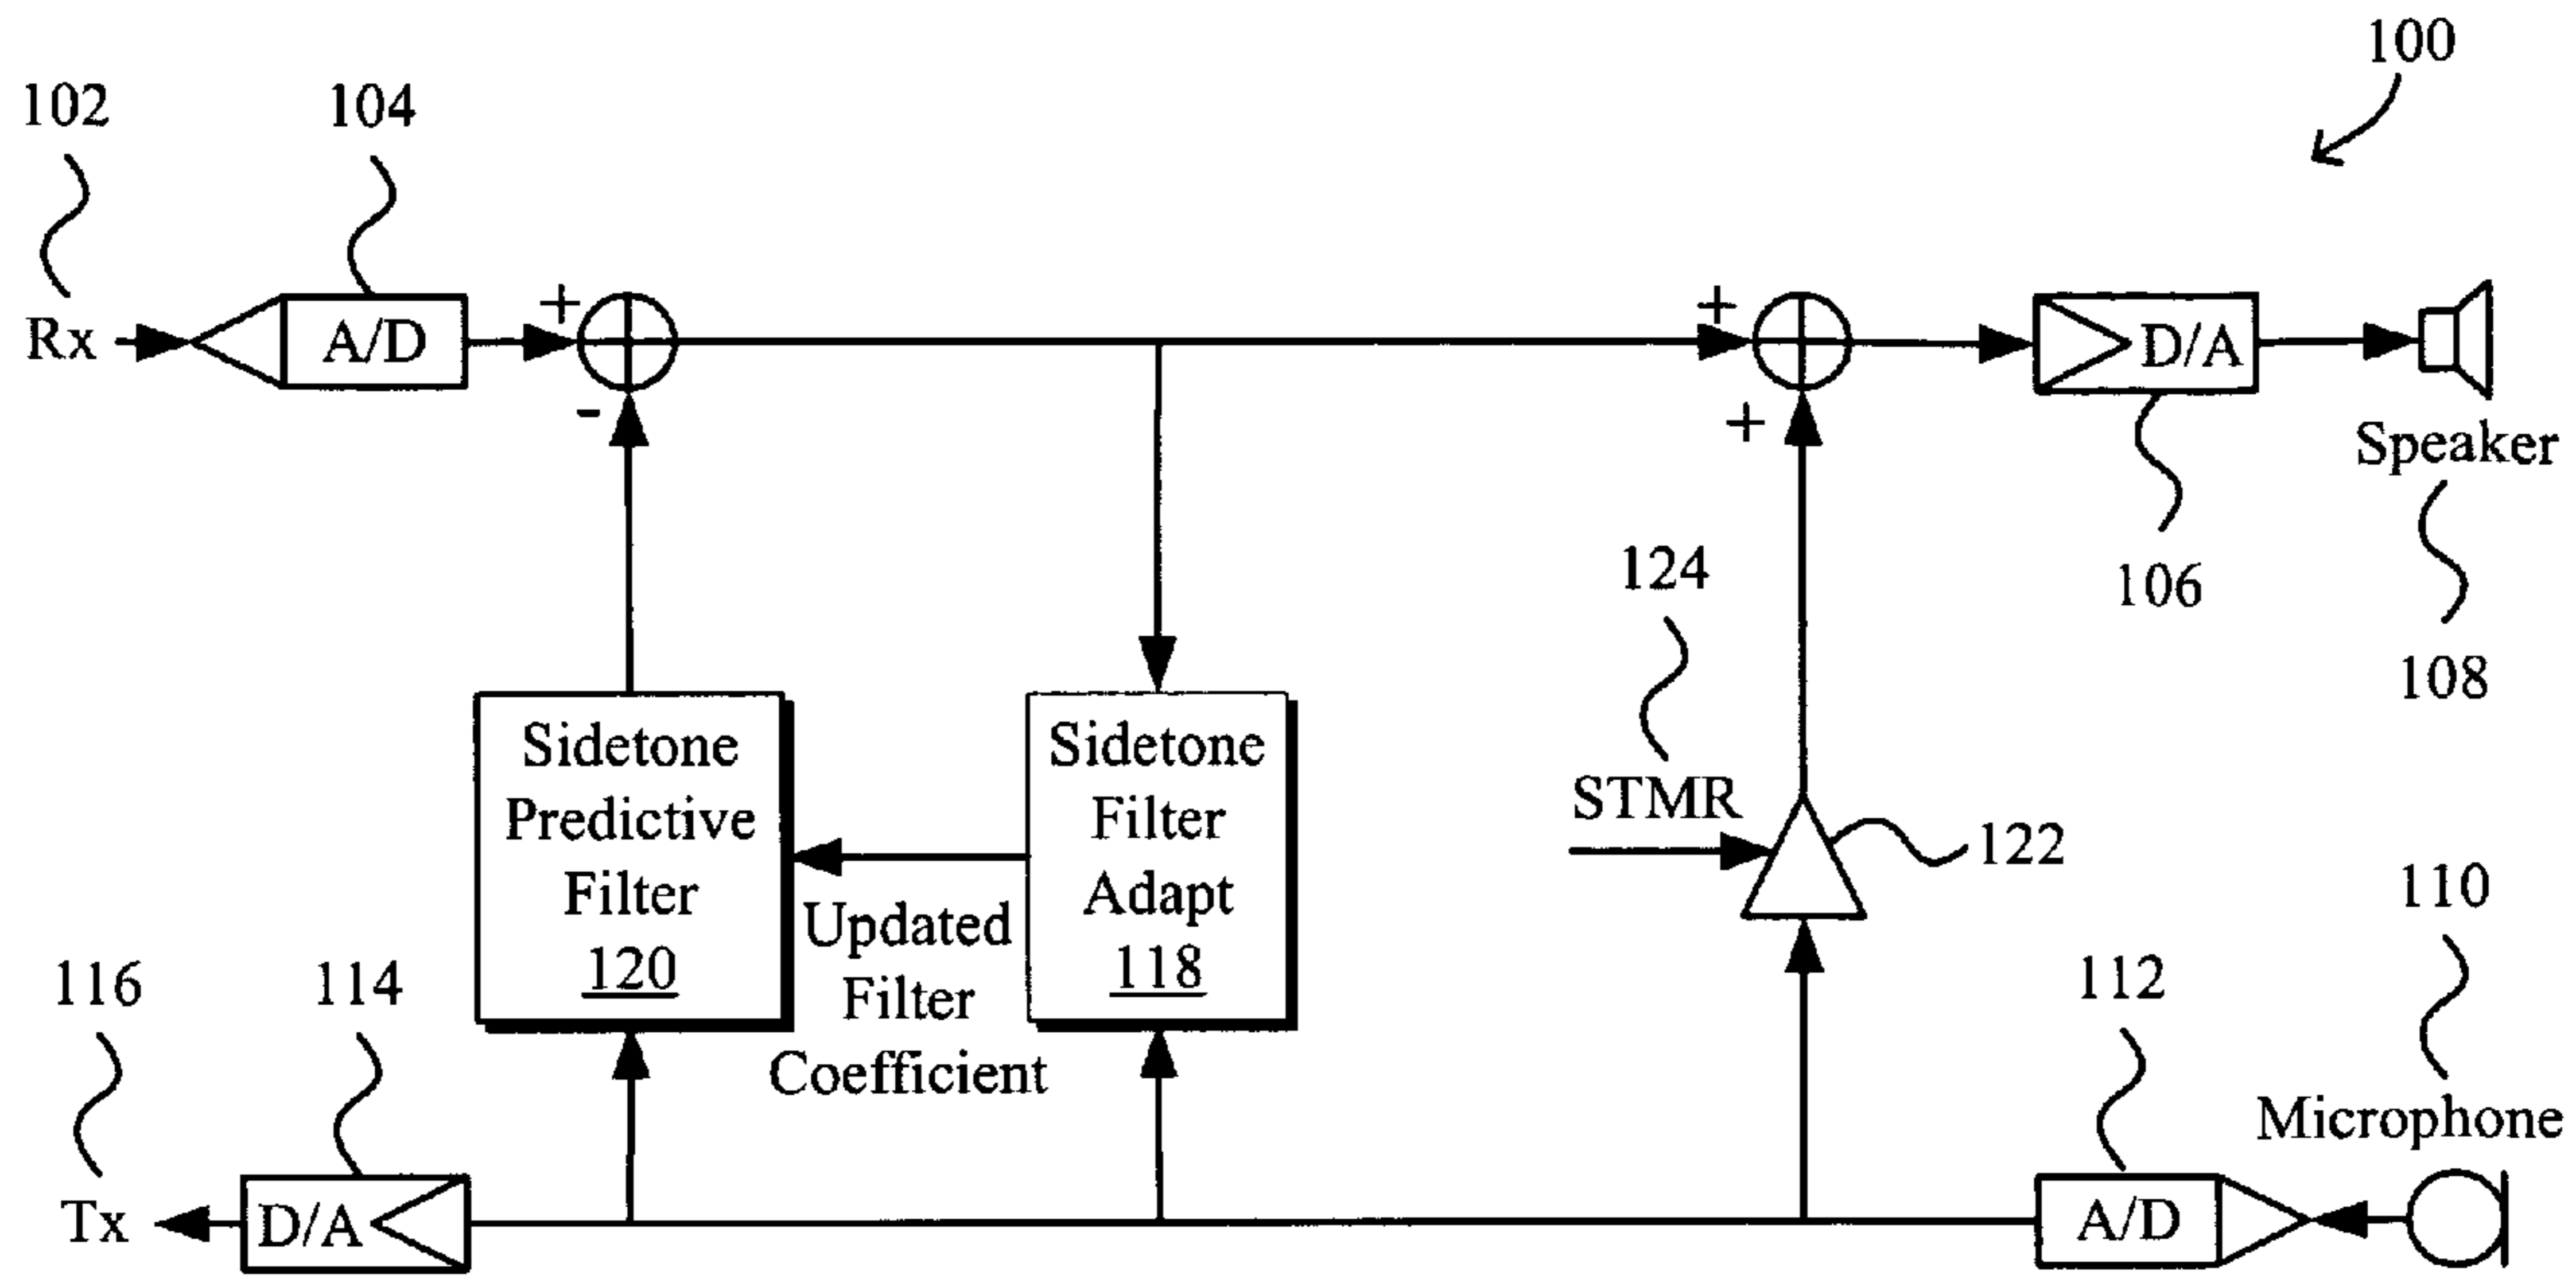 100
102
104
Rx
A/D
+
-
+
+
D/A
Speaker
106
108
124
STMR
122
Sidetone
Predictive
Filter
120
Updated
Filter
Coefficient
Sidetone
Filter
Adapt
118
110
Microphone
112
A/D
116
114
Tx
D/A